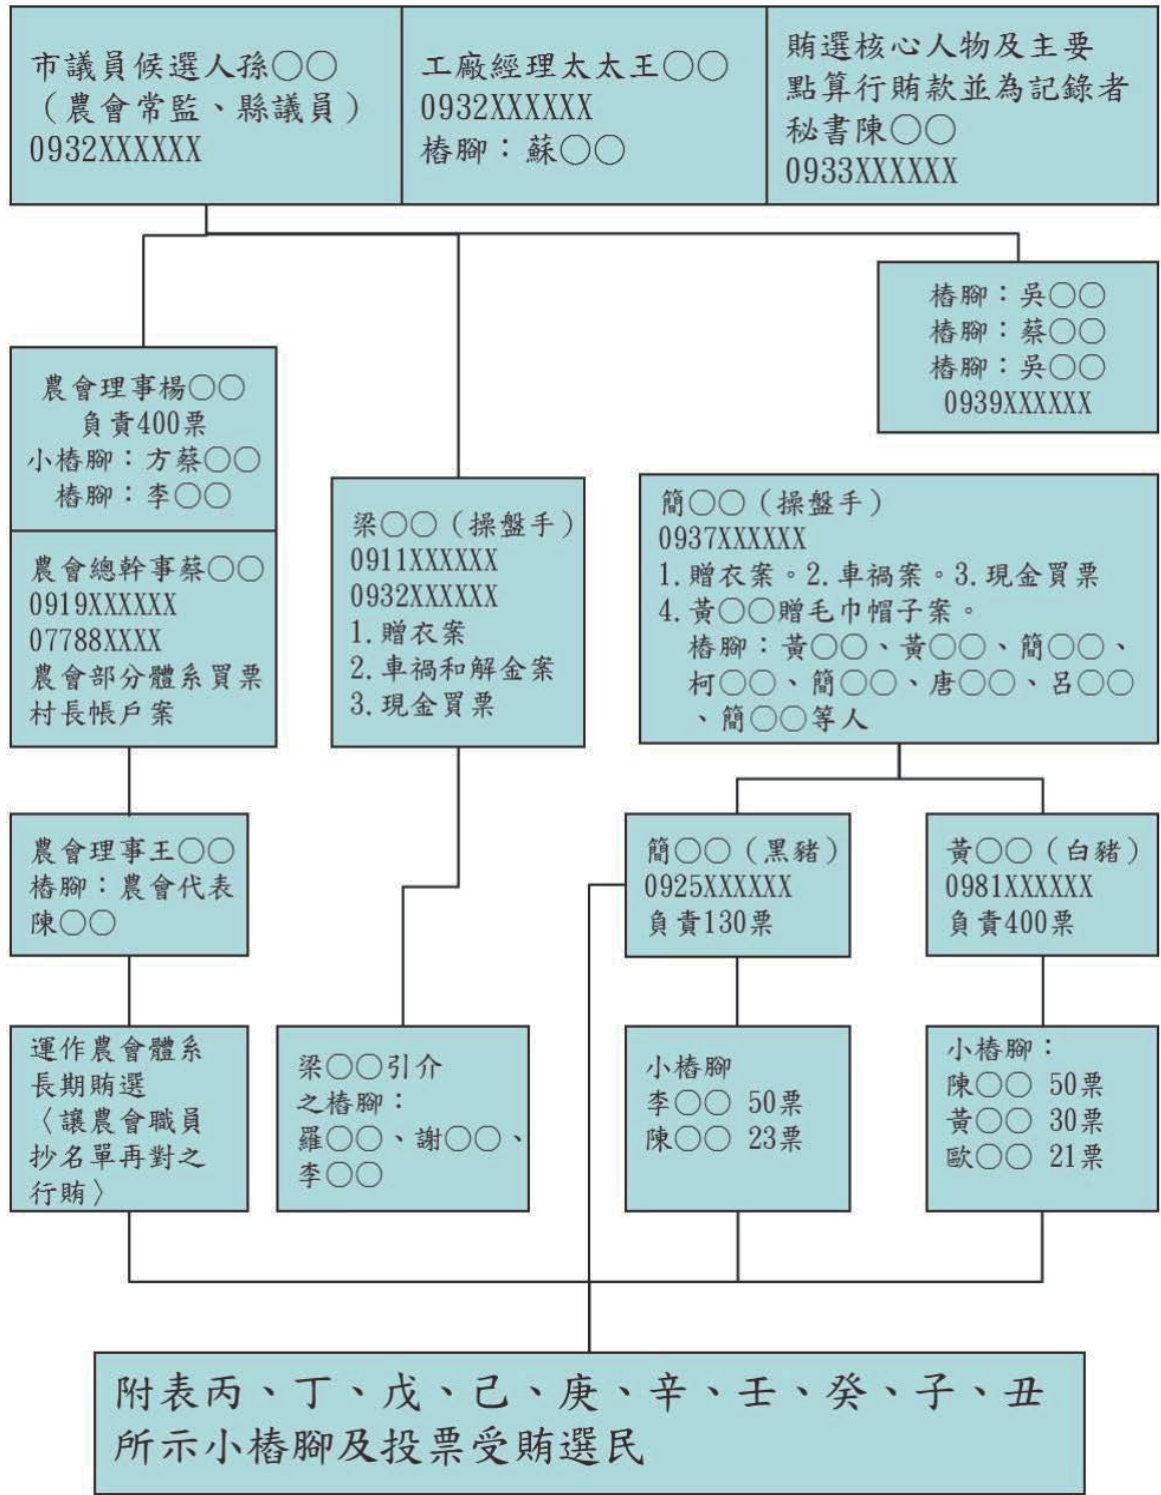 市議員候選人孫○○
（農會常監、縣議員）
0932XXXXXX
工廠經理太太王○○
0932XXXXXX
樁腳：蘇○○
賄選核心人物及主要
點算行賄款並為記錄者
秘書陳○○
0933XXXXXX
樁腳：吳○○
樁腳：蔡○○
樁腳：吳○○
0939XXXXXX
農會理事楊○○
負責400票
小樁腳：方蔡○○
樁腳：李○○
農會總幹事蔡○○
0919XXXXXX
07788XXXX
農會部分體系買票
村長帳戶案
梁○○（操盤手）
0911XXXXXX
0932XXXXXX
1.贈衣案
2.車禍和解金案
3.現金買票
簡○○（操盤手）
0937XXXXXX
1.贈衣案。2.車禍案。3.現金買票
4.黃○○贈毛巾帽子案。
樁腳：黃○○、黃○○、簡○○、
柯○○、簡○○、唐○○、呂○○
、簡○○等人
農會理事王○○
樁腳：農會代表
陳○○
簡○○（黑豬）
0925XXXXXX
負責130票
黃○○（白豬）
0981XXXXXX
負責400票
運作農會體系
長期賄選
〈讓農會職員
抄名單再對之
行賄〉
梁○○引介
之樁腳：
羅○○、謝○○、
李○○
小樁腳
李○○ 50票
陳○○ 23票
小樁腳：
陳○○ 50票
黃○○ 30票
歐○○ 21票
附表丙、丁、戊、己、庚、辛、壬、癸、子、丑
所示小樁腳及投票受賄選民